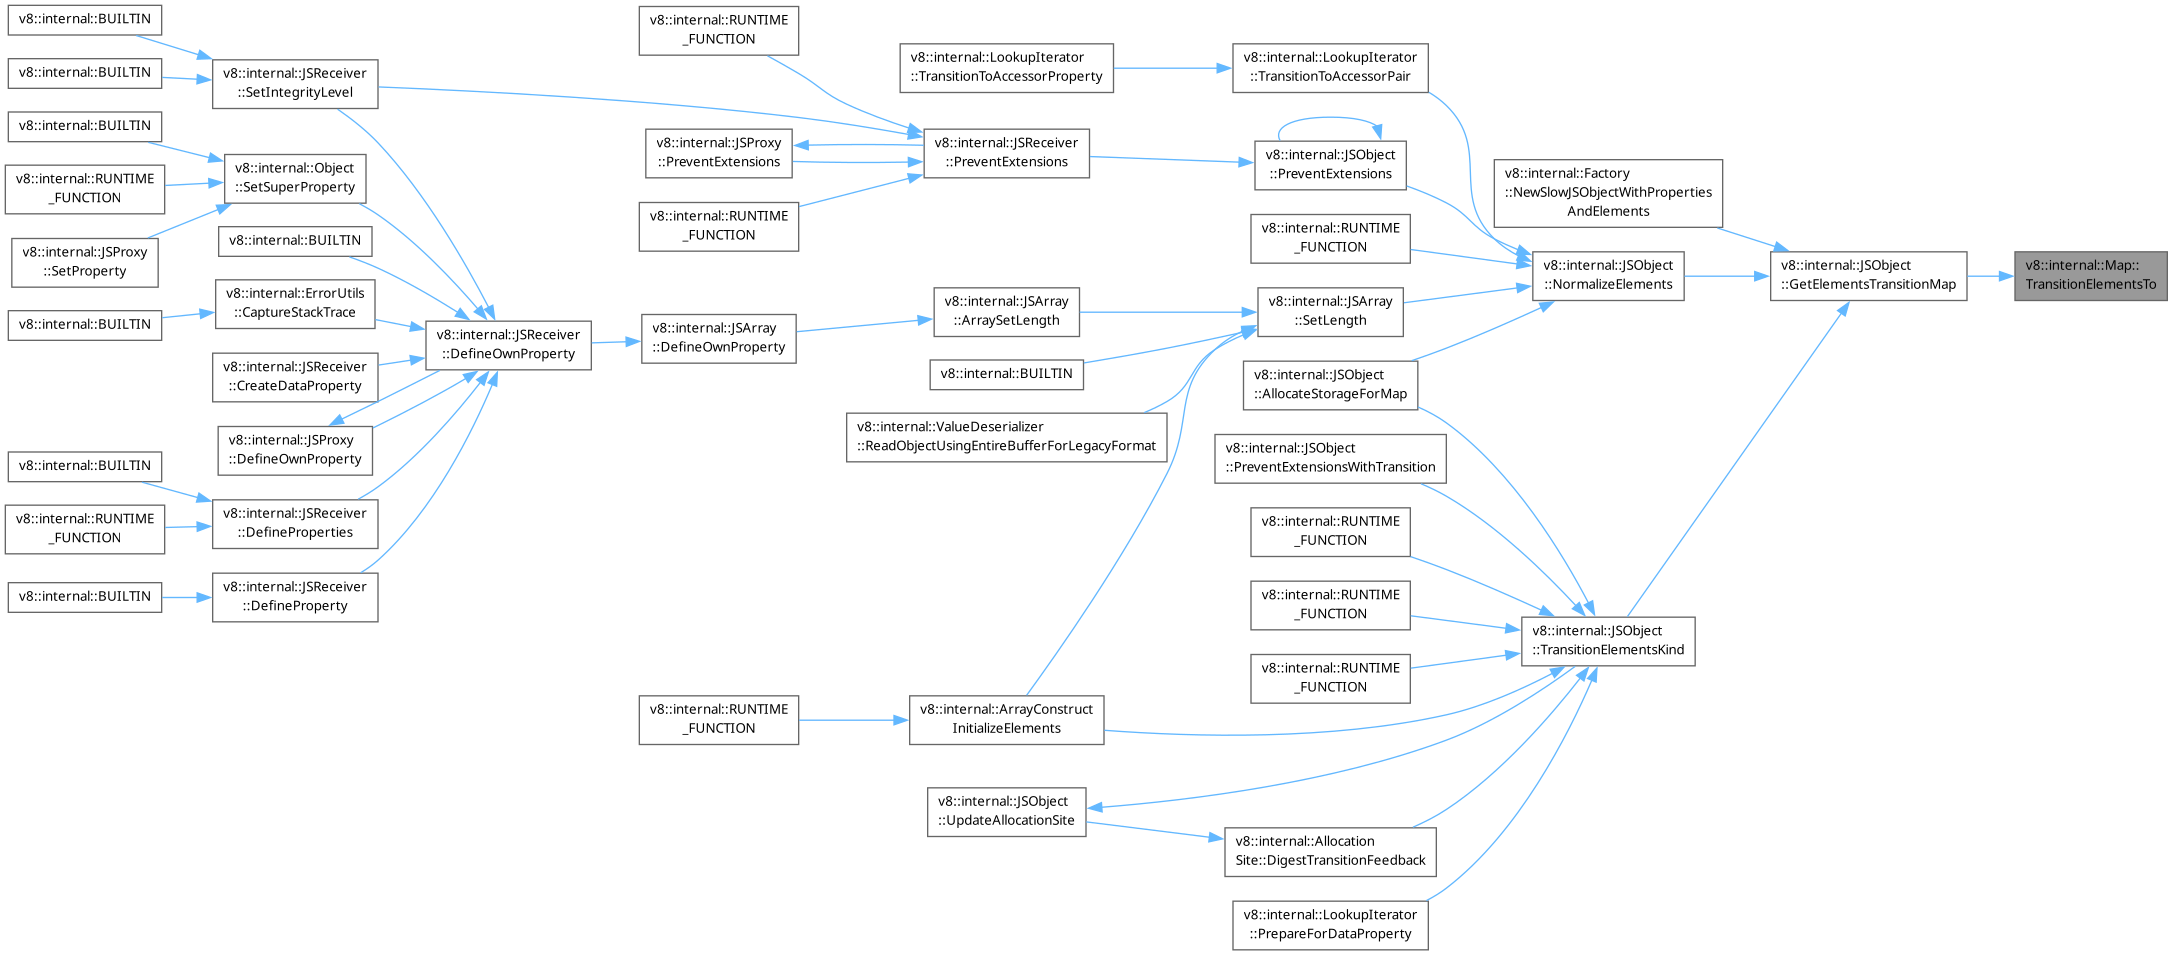 v8::internal::BUILTIN
v8::internal::BUILTIN
v8::internal::JSReceiver
::SetIntegrityLevel
v8::internal::BUILTIN
v8::internal::RUNTIME
_FUNCTION
v8::internal::Object
::SetSuperProperty
v8::internal::JSProxy
::SetProperty
v8::internal::BUILTIN
v8::internal::ErrorUtils
::CaptureStackTrace
v8::internal::BUILTIN
v8::internal::JSReceiver
::DefineOwnProperty
v8::internal::JSReceiver
::CreateDataProperty
v8::internal::JSProxy
::DefineOwnProperty
v8::internal::BUILTIN
v8::internal::RUNTIME
_FUNCTION
v8::internal::JSReceiver
::DefineProperties
v8::internal::BUILTIN
v8::internal::JSReceiver
::DefineProperty
v8::internal::RUNTIME
_FUNCTION
v8::internal::JSProxy
::PreventExtensions
v8::internal::RUNTIME
_FUNCTION
v8::internal::JSArray
::DefineOwnProperty
v8::internal::RUNTIME
_FUNCTION
v8::internal::LookupIterator
::TransitionToAccessorProperty
v8::internal::JSReceiver
::PreventExtensions
v8::internal::JSArray
::ArraySetLength
v8::internal::BUILTIN
v8::internal::ValueDeserializer
::ReadObjectUsingEntireBufferForLegacyFormat
v8::internal::ArrayConstruct
InitializeElements
v8::internal::JSObject
::UpdateAllocationSite
v8::internal::LookupIterator
::TransitionToAccessorPair
v8::internal::JSObject
::PreventExtensions
v8::internal::RUNTIME
_FUNCTION
v8::internal::JSArray
::SetLength
v8::internal::JSObject
::AllocateStorageForMap
v8::internal::JSObject
::PreventExtensionsWithTransition
v8::internal::RUNTIME
_FUNCTION
v8::internal::RUNTIME
_FUNCTION
v8::internal::RUNTIME
_FUNCTION
v8::internal::Allocation
Site::DigestTransitionFeedback
v8::internal::LookupIterator
::PrepareForDataProperty
v8::internal::Factory
::NewSlowJSObjectWithProperties
AndElements
v8::internal::JSObject
::NormalizeElements
v8::internal::JSObject
::TransitionElementsKind
v8::internal::JSObject
::GetElementsTransitionMap
v8::internal::Map::
TransitionElementsTo